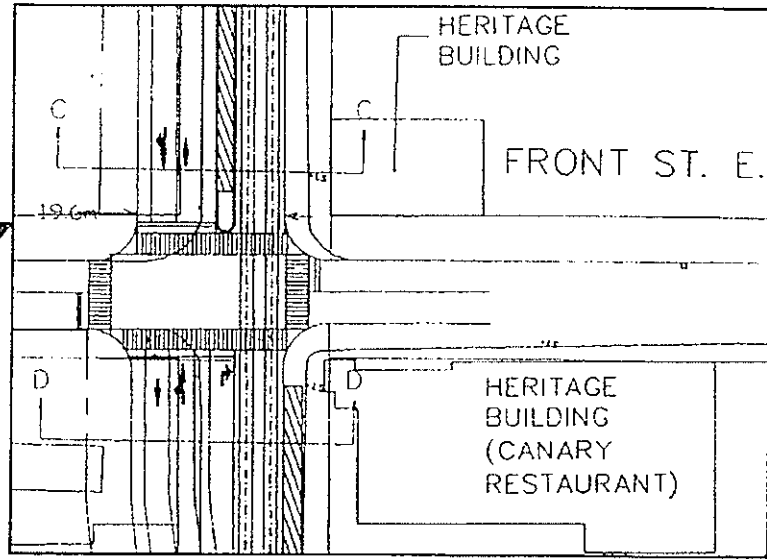 HERITAGE
BUILDING
C
C
FRONT ST. E.
19.6m
D
D
HERITAGE
BUILDING
(CANARY
RESTAURANT)